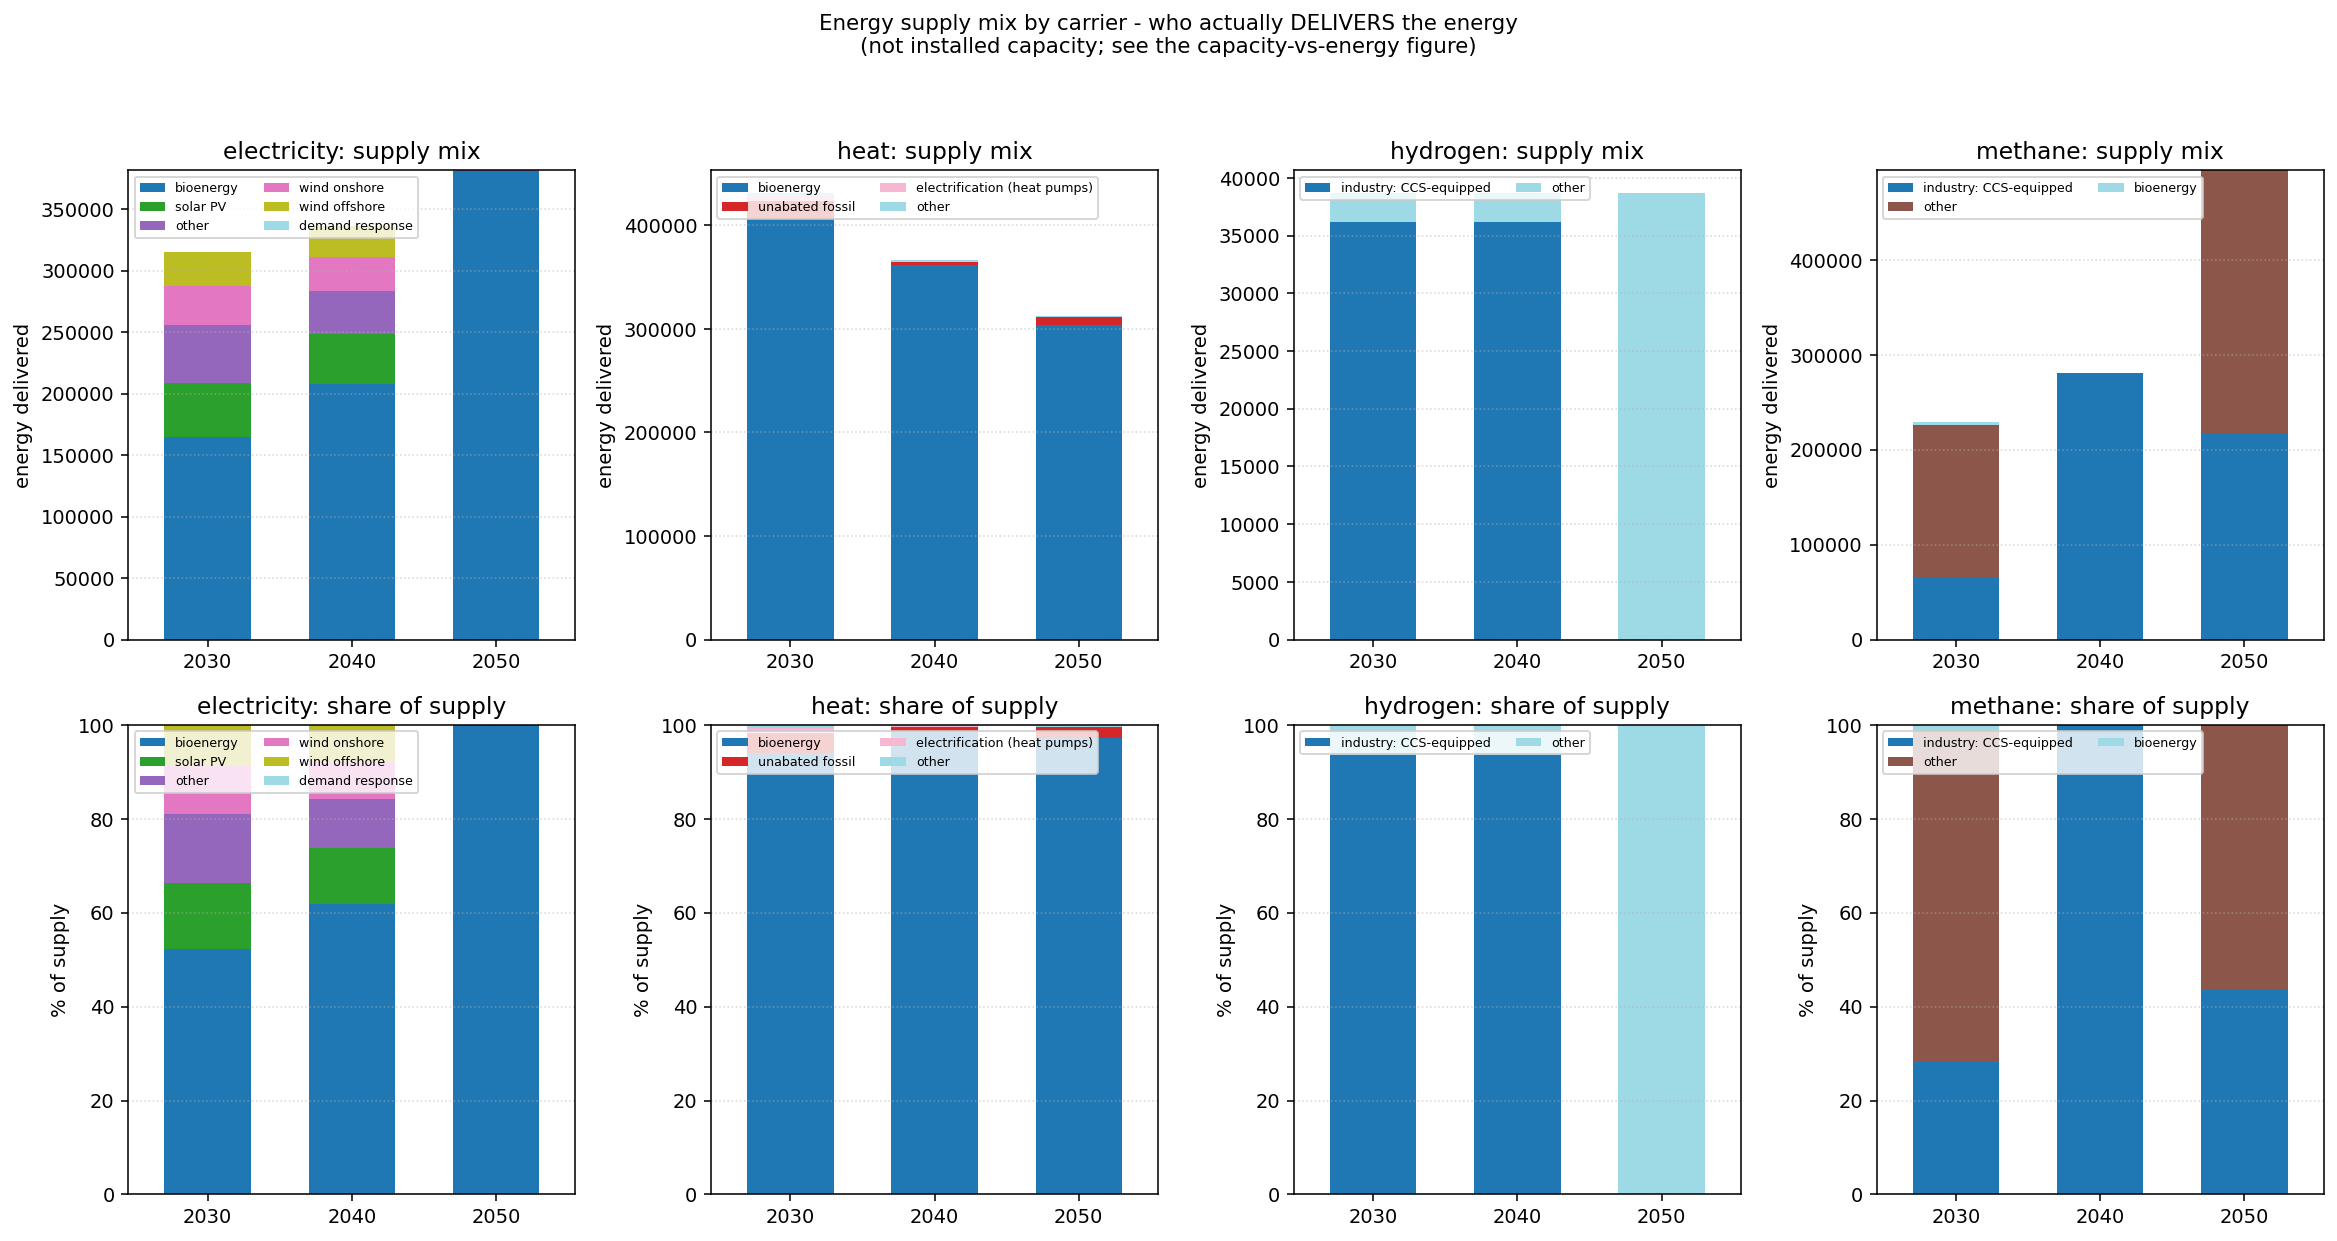 Energy supply mix by carrier - who actually DELIVERS the energy
(not installed capacity; see the capacity-vs-energy figure)
electricity: supply mix
bioenergy
solar PV
other
wind onshore
wind offshore
demand response
energy delivered
350000
300000
250000
200000
150000
100000
50000
0
2030 2040 2050
heat: supply mix
bioenergy
unabated fossil
electrification (heat pumps)
other
energy delivered
400000
300000
200000
100000
0
2030 2040 2050
hydrogen: supply mix
industry: CCS-equipped
other
energy delivered
40000
35000
30000
25000
20000
15000
10000
5000
0
2030 2040 2050
methane: supply mix
industry: CCS-equipped
other
bioenergy
energy delivered
400000
300000
200000
100000
0
2030 2040 2050
electricity: share of supply
bioenergy
solar PV
other
wind onshore
wind offshore
demand response
% of supply
100
80
60
40
20
0
2030 2040 2050
heat: share of supply
bioenergy
unabated fossil
electrification (heat pumps)
other
% of supply
100
80
60
40
20
0
2030 2040 2050
hydrogen: share of supply
industry: CCS-equipped
other
% of supply
100
80
60
40
20
0
2030 2040 2050
methane: share of supply
industry: CCS-equipped
other
bioenergy
% of supply
100
80
60
40
20
0
2030 2040 2050